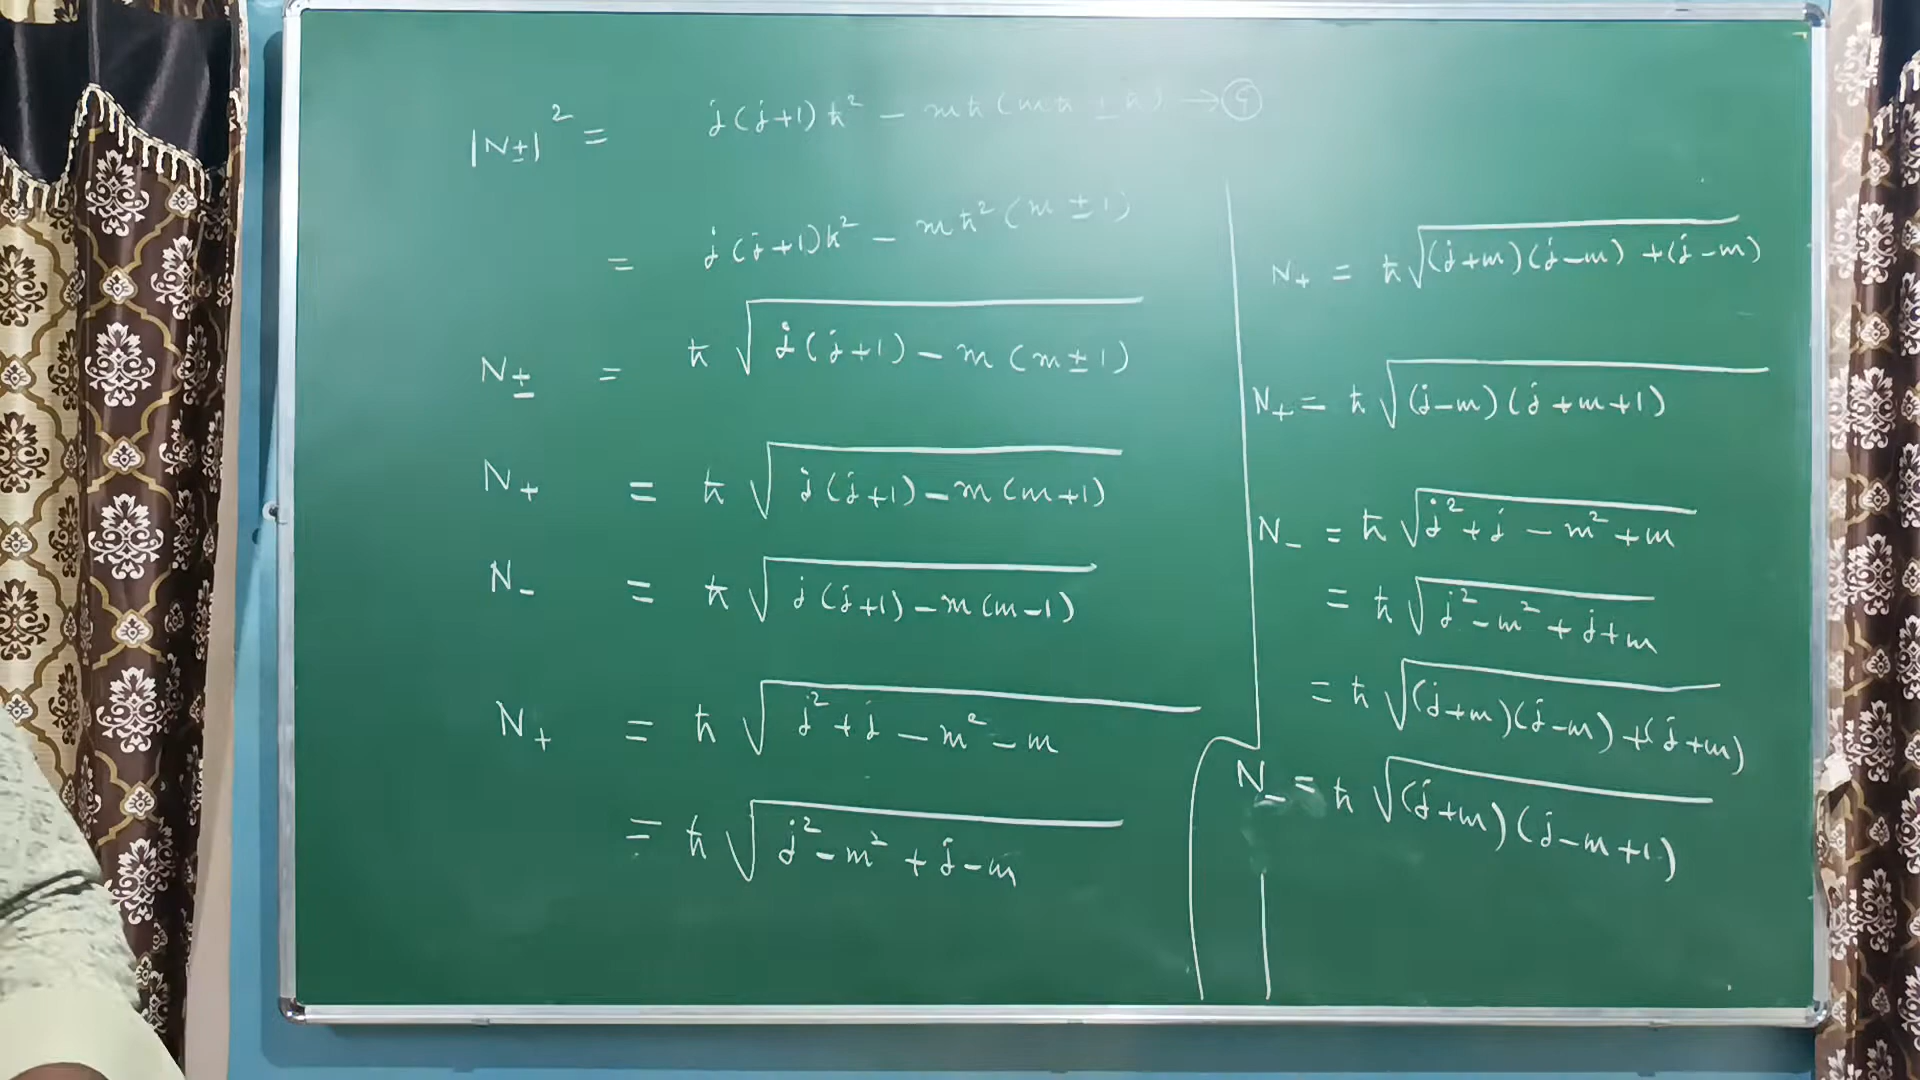 |N±|² = j(j+1)ħ² - mħ(mħ ± ħ) → ⑨
= j(j+1)ħ² - mħ²(m ± 1)
N± = ħ√(j(j+1) - m(m±1))
N₊ = ħ√(j(j+1) - m(m+1))
N₋ = ħ√(j(j+1) - m(m-1))
N₊ = ħ√(j² + j - m² - m)
= ħ√(j² - m² + j - m)
N₊ = ħ√((j+m)(j-m) + (j-m))
N₊ = ħ√((j-m)(j+m+1))
N₋ = ħ√(j² + j - m² + m)
= ħ√(j² - m² + j + m)
= ħ√((j+m)(j-m) + (j+m))
N₋ = ħ√((j+m)(j-m+1))